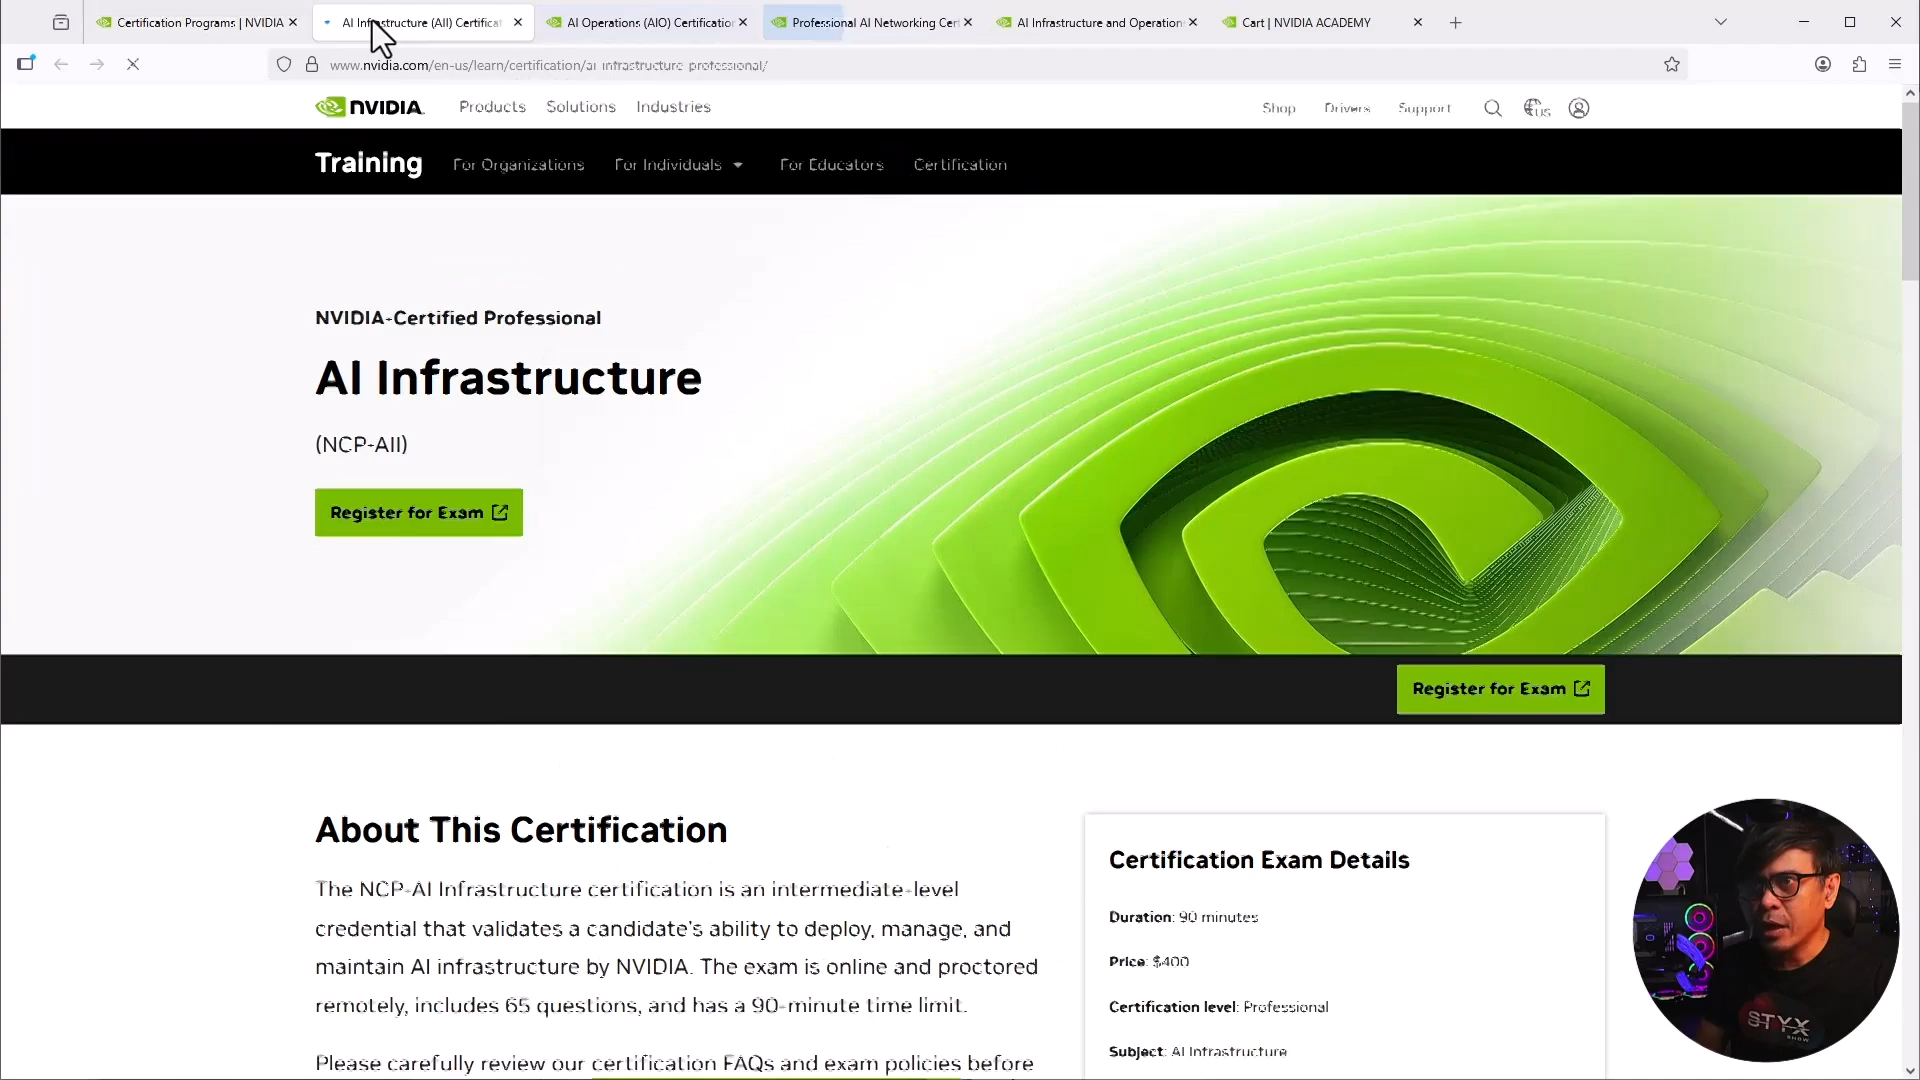 Certification Programs | NVIDIA
AI Infrastructure (AII) Certificat
AI Operations (AIO) Certification
Professional AI Networking Cert
AI Infrastructure and Operation
Cart | NVIDIA ACADEMY
www.nvidia.com/en-us/learn/certification/ai-infrastructure-professional/
NVIDIA
Products
Solutions
Industries
Shop
Drivers
Support
US
Training
For Organizations
For Individuals
For Educators
Certification
NVIDIA-Certified Professional
AI Infrastructure
(NCP-AII)
Register for Exam
Register for Exam
About This Certification
The NCP-AI Infrastructure certification is an intermediate-level
credential that validates a candidate's ability to deploy, manage, and
maintain AI infrastructure by NVIDIA. The exam is online and proctored
remotely, includes 65 questions, and has a 90-minute time limit.
Please carefully review our certification FAQs and exam policies before
Certification Exam Details
Duration: 90 minutes
Price: $400
Certification level: Professional
Subject: AI Infrastructure
STYX
SHOW